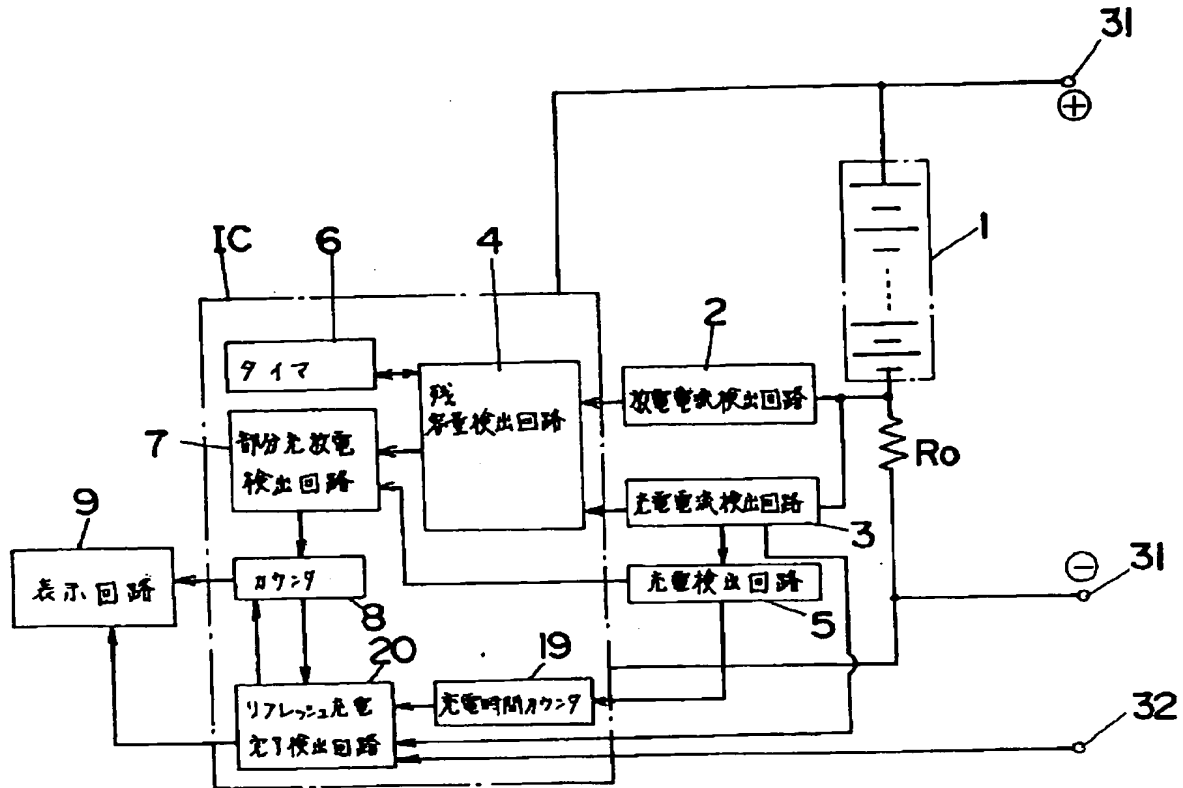 31
⊕
1
IC
6
4
2
タイマ
残
容量検出回路
放電電流検出回路
7
部分充放電
検出回路
Ro
充電電流検出回路
3
9
表示回路
カウンタ
8
充電検出回路
5
⊖
31
20
19
リフレッシュ充電
完了検出回路
充電時間カウンタ
32